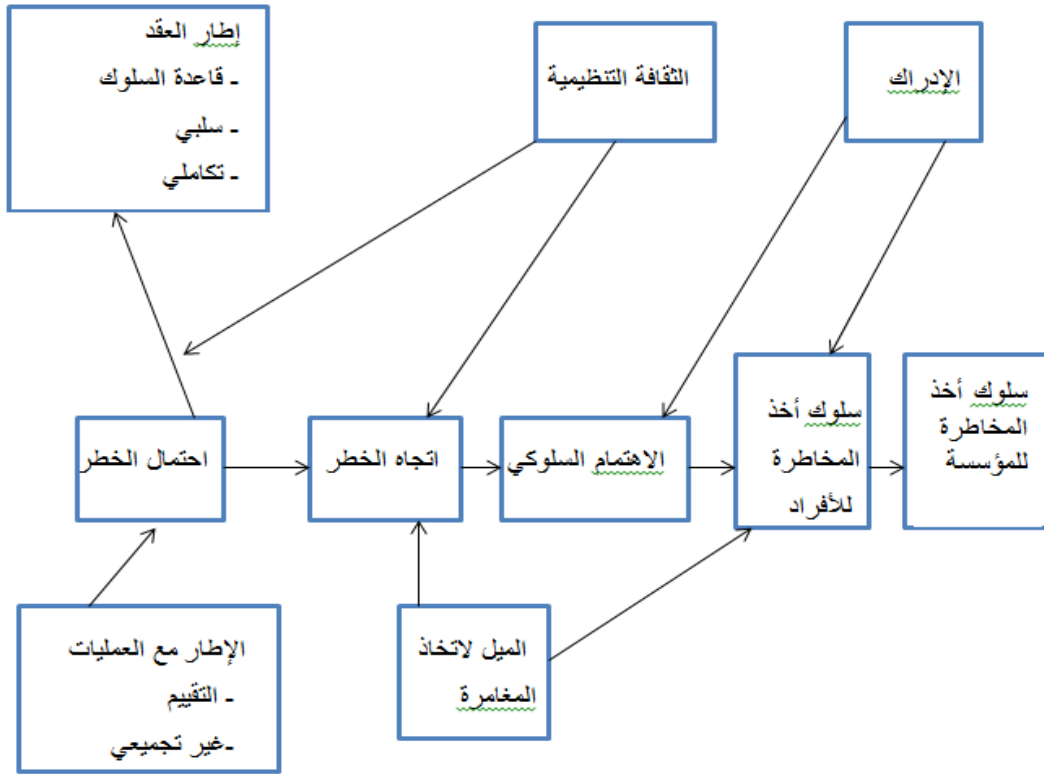 الإدراك
الثقافة التنظيمية
إطار العقد
ـ قاعدة السلوك
ـ سلبي
ـ تكاملي
سلوك أخذ
المخاطرة
للمؤسسة
سلوك أخذ
المخاطرة
للأفراد
الاهتمام السلوكي
اتجاه الخطر
احتمال الخطر
الميل لاتخاذ
المغامرة
الإطار مع العمليات
ـ التقييم
ـغير تجميعي